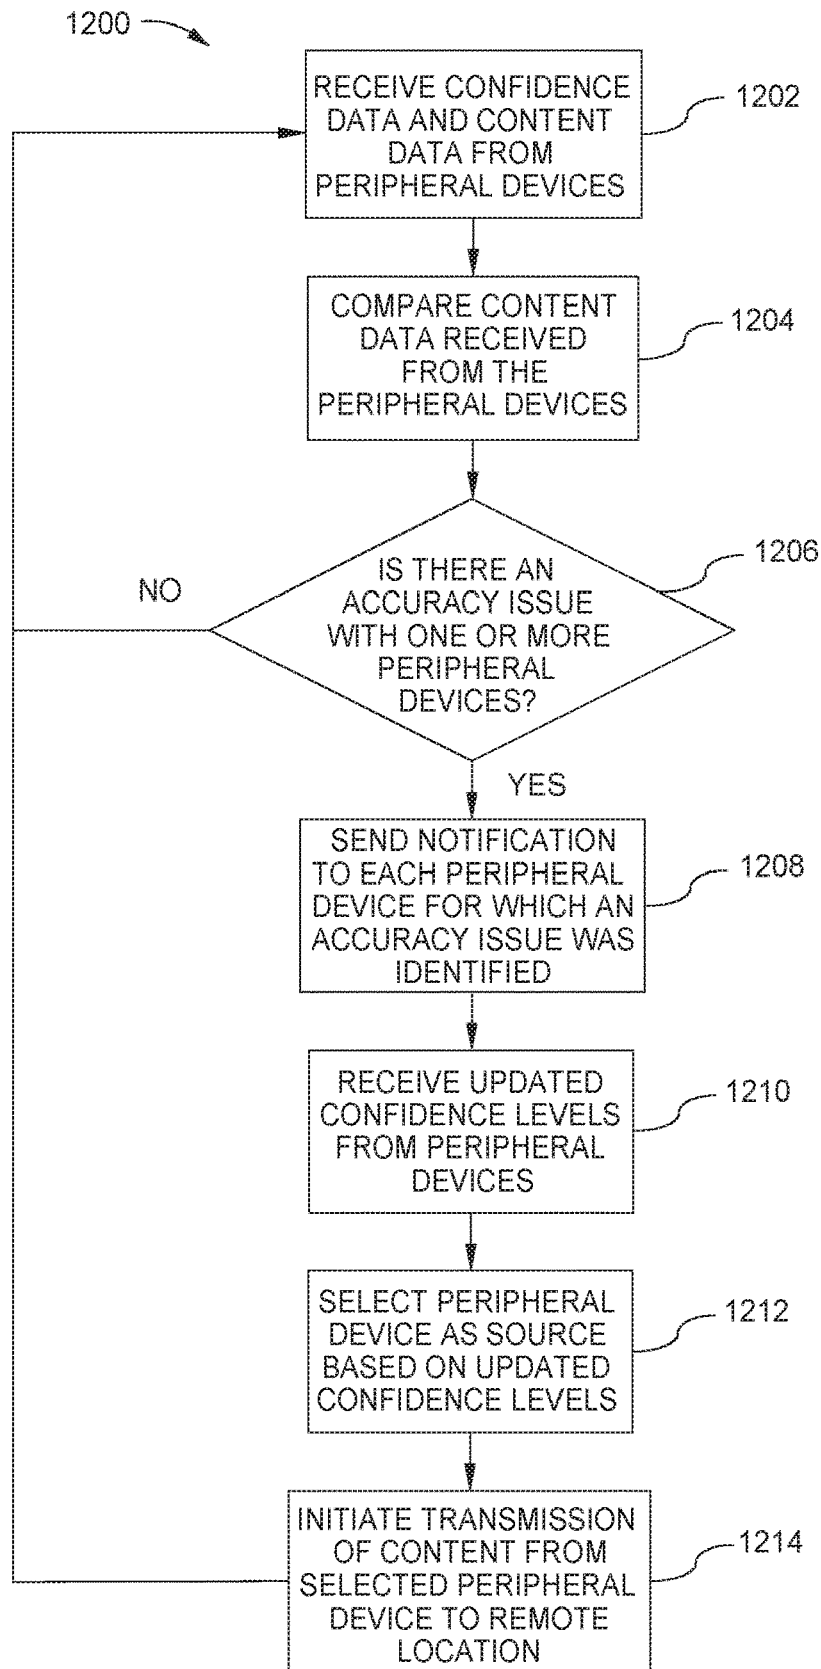 1200
RECEIVE CONFIDENCE
DATA AND CONTENT
DATA FROM
PERIPHERAL DEVICES
1202
COMPARE CONTENT
DATA RECEIVED
FROM THE
PERIPHERAL DEVICES
1204
IS THERE AN
ACCURACY ISSUE
WITH ONE OR MORE
PERIPHERAL
DEVICES?
1206
NO
YES
SEND NOTIFICATION
TO EACH PERIPHERAL
DEVICE FOR WHICH AN
ACCURACY ISSUE WAS
IDENTIFIED
1208
RECEIVE UPDATED
CONFIDENCE LEVELS
FROM PERIPHERAL
DEVICES
1210
SELECT PERIPHERAL
DEVICE AS SOURCE
BASED ON UPDATED
CONFIDENCE LEVELS
1212
INITIATE TRANSMISSION
OF CONTENT FROM
SELECTED PERIPHERAL
DEVICE TO REMOTE
LOCATION
1214